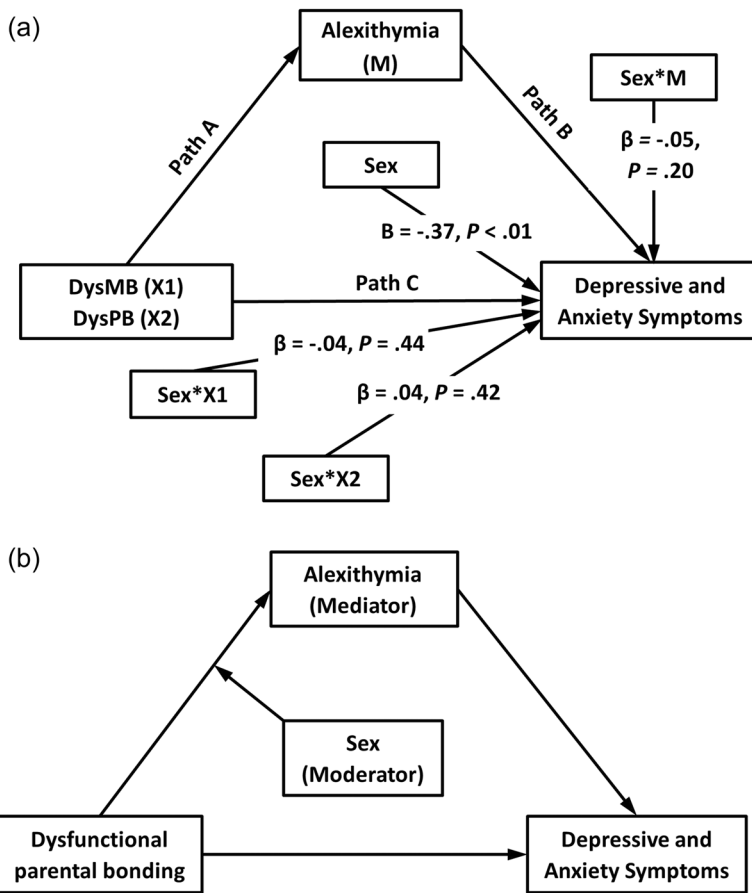 (a)
Alexithymia
(M)
Sex*M
Path A
Path B
β = -.05,
P = .20
Sex
B = -.37, P < .01
DysMB (X1)
DysPB (X2)
Path C
Depressive and
Anxiety Symptoms
β = -.04, P = .44
Sex*X1
β = .04, P = .42
Sex*X2
(b)
Alexithymia
(Mediator)
Sex
(Moderator)
Dysfunctional
parental bonding
Depressive and
Anxiety Symptoms